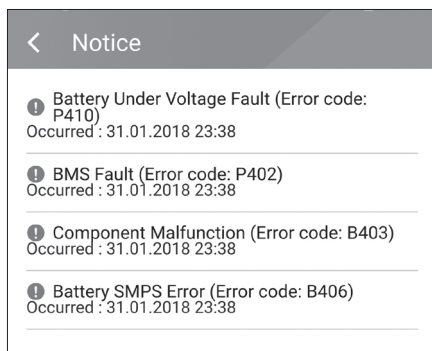 Notice
Battery Under Voltage Fault (Error code:
P410)
Occurred : 31.01.2018 23:38
BMS Fault (Error code: P402)
Occurred : 31.01.2018 23:38
Component Malfunction (Error code: B403)
Occurred : 31.01.2018 23:38
Battery SMPS Error (Error code: B406)
Occurred : 31.01.2018 23:38